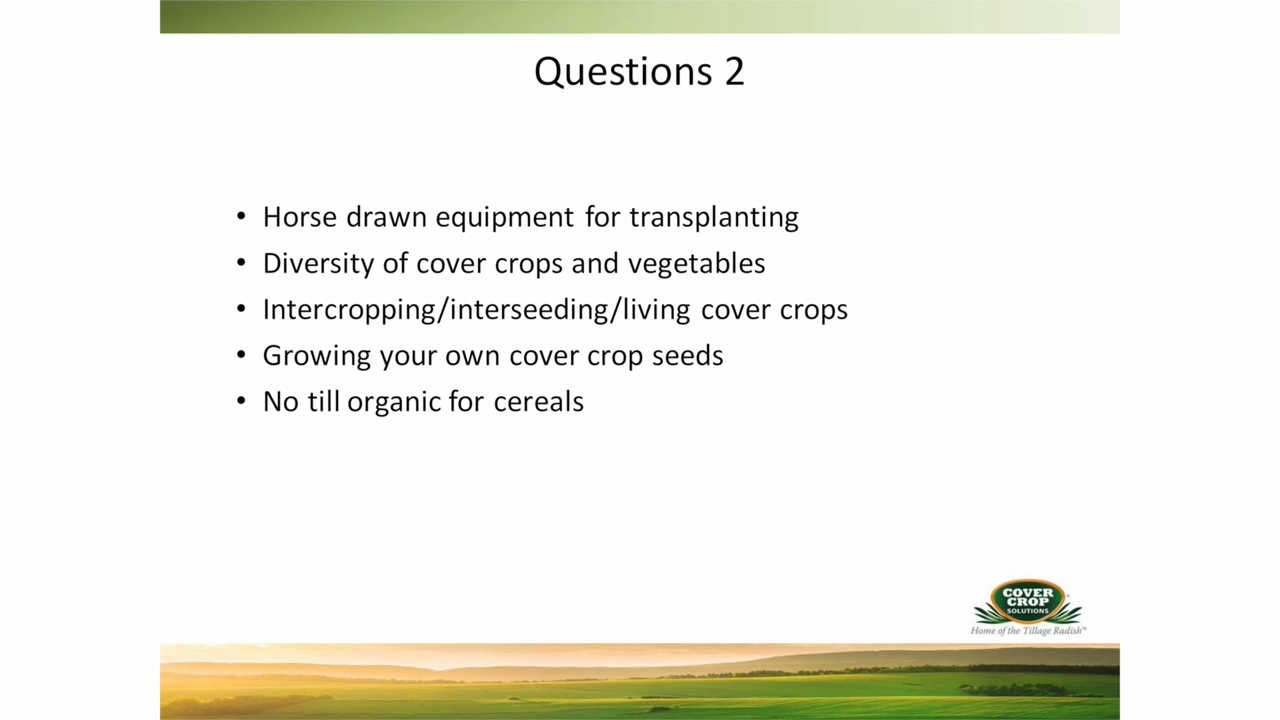 Questions 2
• Horse drawn equipment for transplanting
• Diversity of cover crops and vegetables
• Intercropping/interseeding/living cover crops
• Growing your own cover crop seeds
• No till organic for cereals
COVER
CROP
SOLUTIONS
Home of the Tillage Radish™